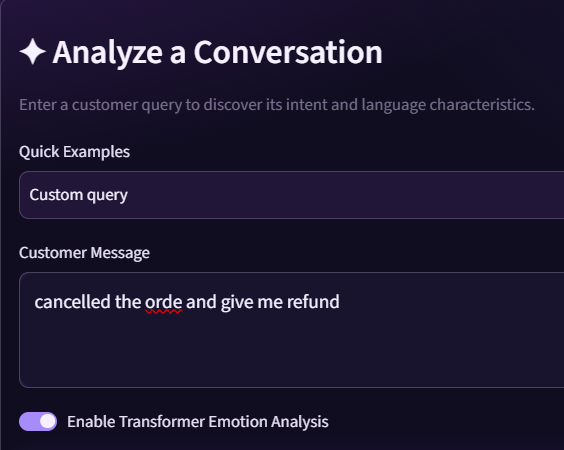 ✦ Analyze a Conversation
Enter a customer query to discover its intent and language characteristics.
Quick Examples
Custom query
Customer Message
cancelled the orde and give me refund
Enable Transformer Emotion Analysis